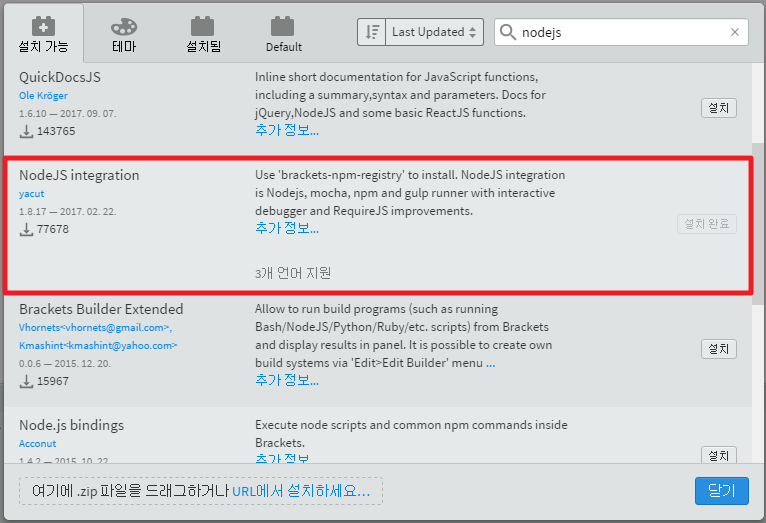 설치 가능
테마
설치됨
Default
Last Updated
nodejs
QuickDocsJS
Ole Kröger
1.6.10 — 2017. 09. 07.
143765
Inline short documentation for JavaScript functions,
including a summary,syntax and parameters. Docs for
jQuery,NodeJS and some basic ReactJS functions.
추가 정보...
설치
NodeJS integration
yacut
1.8.17 — 2017. 02. 22.
77678
Use 'brackets-npm-registry' to install. NodeJS integration
is Nodejs, mocha, npm and gulp runner with interactive
debugger and RequireJS improvements.
추가 정보...
3개 언어 지원
설치 완료
Brackets Builder Extended
Vhornets<vhornets@gmail.com>,
Kmashint<kmashint@yahoo.com>
0.0.6 — 2015. 12. 20.
15967
Allow to run build programs (such as running
Bash/NodeJS/Python/Ruby/etc. scripts) from Brackets
and display results in panel. It is possible to create own
build systems via 'Edit>Edit Builder' menu ...
추가 정보...
설치
Node.js bindings
Acconut
1.4.2 — 2015. 10. 22.
Execute node scripts and common npm commands inside
Brackets.
추가 정보...
설치
여기에 .zip 파일을 드래그하거나 URL에서 설치하세요...
닫기